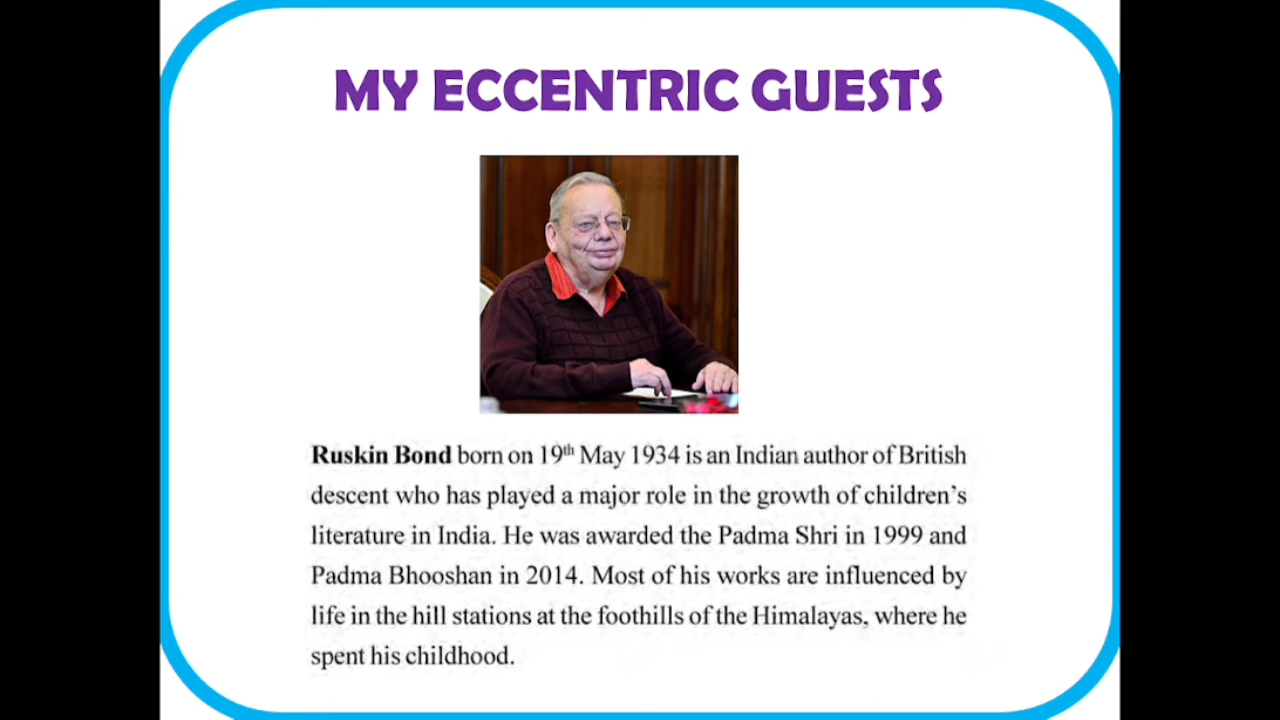 MY ECCENTRIC GUESTS
Ruskin Bond born on 19th May 1934 is an Indian author of British
descent who has played a major role in the growth of children's
literature in India. He was awarded the Padma Shri in 1999 and
Padma Bhooshan in 2014. Most of his works are influenced by
life in the hill stations at the foothills of the Himalayas, where he
spent his childhood.